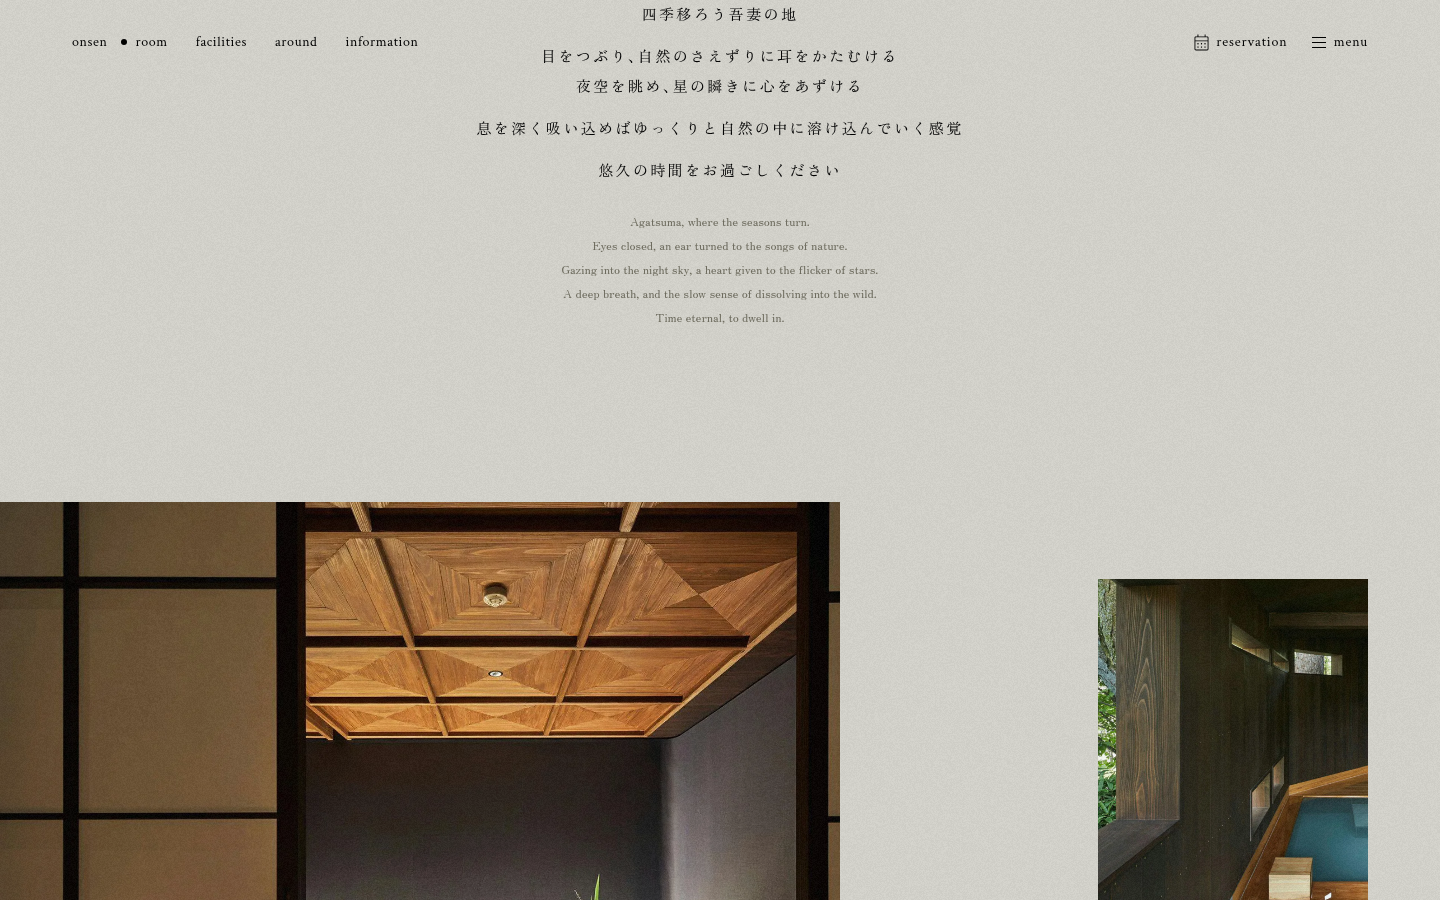 四季移ろう吾妻の地
onsen room facilities around information
reservation menu
目をつぶり、自然のさえずりに耳をかたむける
夜空を眺め、星の瞬きに心をあずける
息を深く吸い込めばゆっくりと自然の中に溶け込んでいく感覚
悠久の時間をお過ごしください
Agatsuma, where the seasons turn.
Eyes closed, an ear turned to the songs of nature.
Gazing into the night sky, a heart given to the flicker of stars.
A deep breath, and the slow sense of dissolving into the wild.
Time eternal, to dwell in.